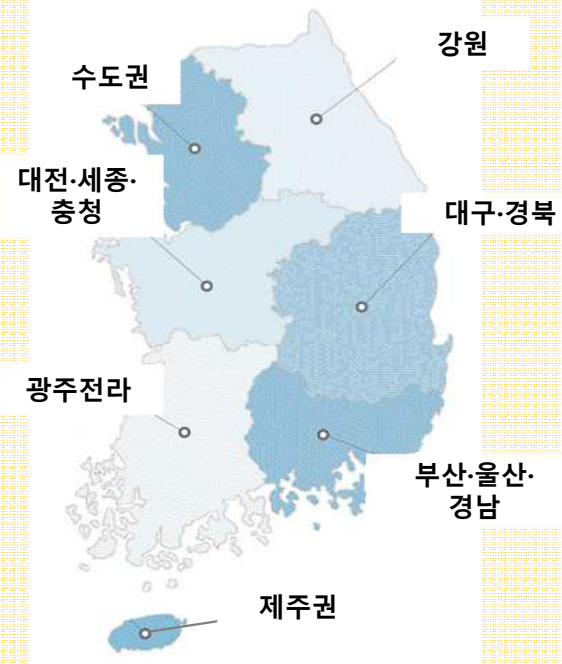 강원
수도권
대전·세종·
충청
대구·경북
광주전라
부산·울산·
경남
제주권